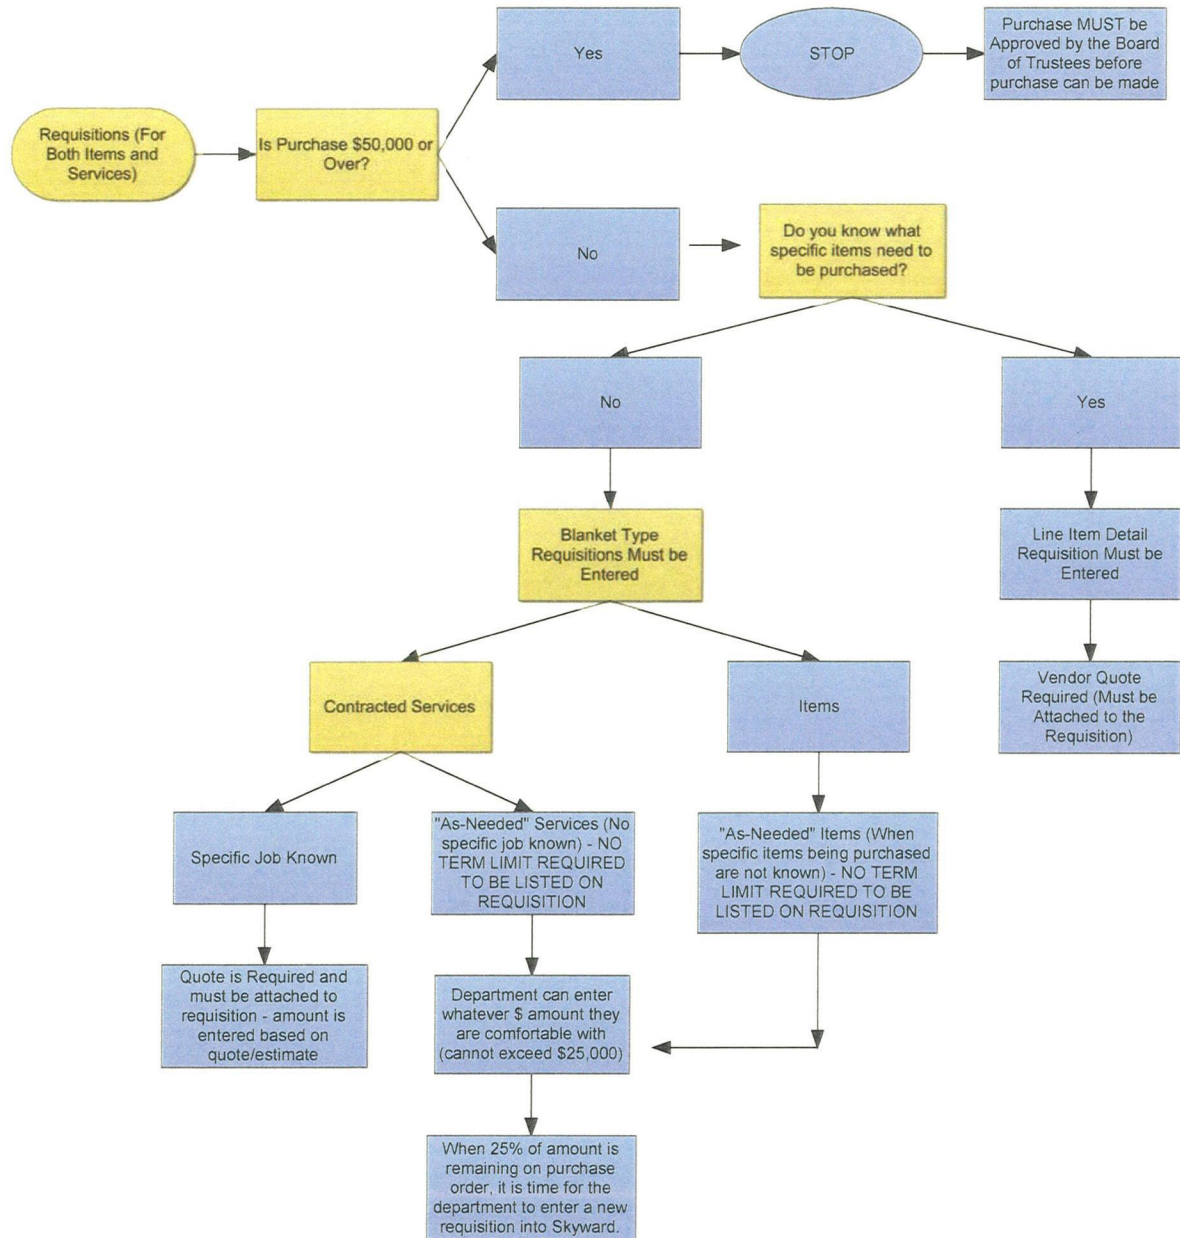 Yes
STOP
Purchase MUST be
Approved by the Board
of Trustees before
purchase can be made
Requisitions (For
Both Items and
Services)
Is Purchase $50,000 or
Over?
No
Do you know what
specific items need to
be purchased?
No
Yes
Blanket Type
Requisitions Must be
Entered
Line Item Detail
Requisition Must be
Entered
Contracted Services
Items
Vendor Quote
Required (Must be
Attached to the
Requisition)
Specific Job Known
"As-Needed" Services (No
specific job known) - NO
TERM LIMIT REQUIRED
TO BE LISTED ON
REQUISITION
"As-Needed" Items (When
specific items being purchased
are not known) - NO TERM
LIMIT REQUIRED TO BE
LISTED ON REQUISITION
Quote is Required and
must be attached to
requisition - amount is
entered based on
quote/estimate
Department can enter
whatever $ amount they
are comfortable with
(cannot exceed $25,000)
When 25% of amount is
remaining on purchase
order, it is time for the
department to enter a new
requisition into Skyward.